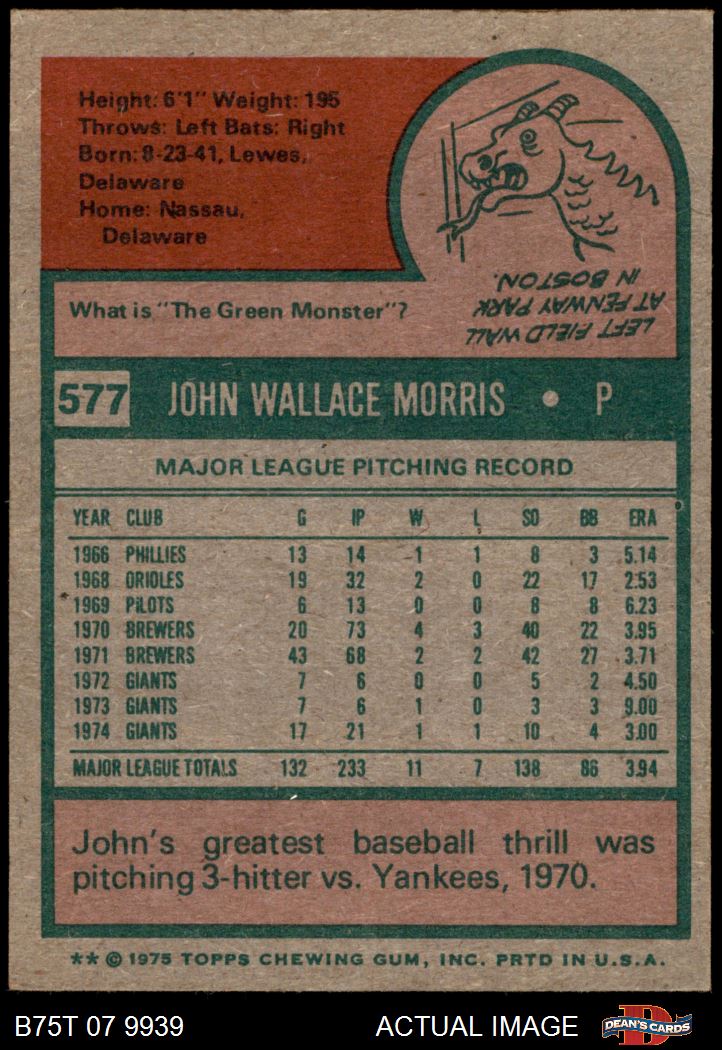 Height: 6'1" Weight: 195
Throws: Left Bats: Right
Born: 8-23-41, Lewes,
Delaware
Home: Nassau,
Delaware
What is "The Green Monster"?
LEFT FIELD WALL
AT FENWAY PARK
IN BOSTON.
577 JOHN WALLACE MORRIS • P
MAJOR LEAGUE PITCHING RECORD
YEAR CLUB G IP W L SO BB ERA
1966 PHILLIES 13 14 1 1 8 3 5.14
1968 ORIOLES 19 32 2 0 22 17 2.53
1969 PILOTS 6 13 0 0 8 8 6.23
1970 BREWERS 20 73 4 3 40 22 3.95
1971 BREWERS 43 68 2 2 42 27 3.71
1972 GIANTS 7 6 0 0 5 2 4.50
1973 GIANTS 7 6 1 0 3 3 9.00
1974 GIANTS 17 21 1 1 10 4 3.00
MAJOR LEAGUE TOTALS 132 233 11 7 138 86 3.94
John's greatest baseball thrill was
pitching 3-hitter vs. Yankees, 1970.
** © 1975 TOPPS CHEWING GUM, INC. PRTD IN U.S.A.
B75T 07 9939 ACTUAL IMAGE D DEAN'S CARDS